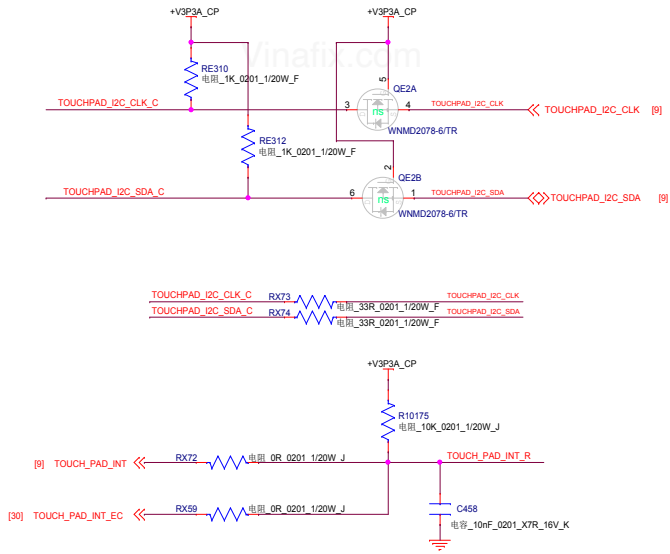 +V3P3A_CP
+V3P3A_CP
Vinafix.com
RE310
电阻_1K_0201_1/20W_F
5
QE2A
TOUCHPAD_I2C_CLK_C
3
ns
4
TOUCHPAD_I2C_CLK
TOUCHPAD_I2C_CLK
[9]
WNMD2078-6/TR
RE312
电阻_1K_0201_1/20W_F
2
QE2B
TOUCHPAD_I2C_SDA_C
6
ns
1
TOUCHPAD_I2C_SDA
TOUCHPAD_I2C_SDA
[9]
WNMD2078-6/TR
TOUCHPAD_I2C_CLK_C
RX73
TOUCHPAD_I2C_CLK
电阻_33R_0201_1/20W_F
TOUCHPAD_I2C_SDA_C
RX74
TOUCHPAD_I2C_SDA
电阻_33R_0201_1/20W_F
+V3P3A_CP
R10175
电阻_10K_0201_1/20W_J
[9]
TOUCH_PAD_INT
RX72
电阻_0R_0201_1/20W_J
TOUCH_PAD_INT_R
[30]
TOUCH_PAD_INT_EC
RX59
电阻_0R_0201_1/20W_J
C458
电容_10nF_0201_X7R_16V_K